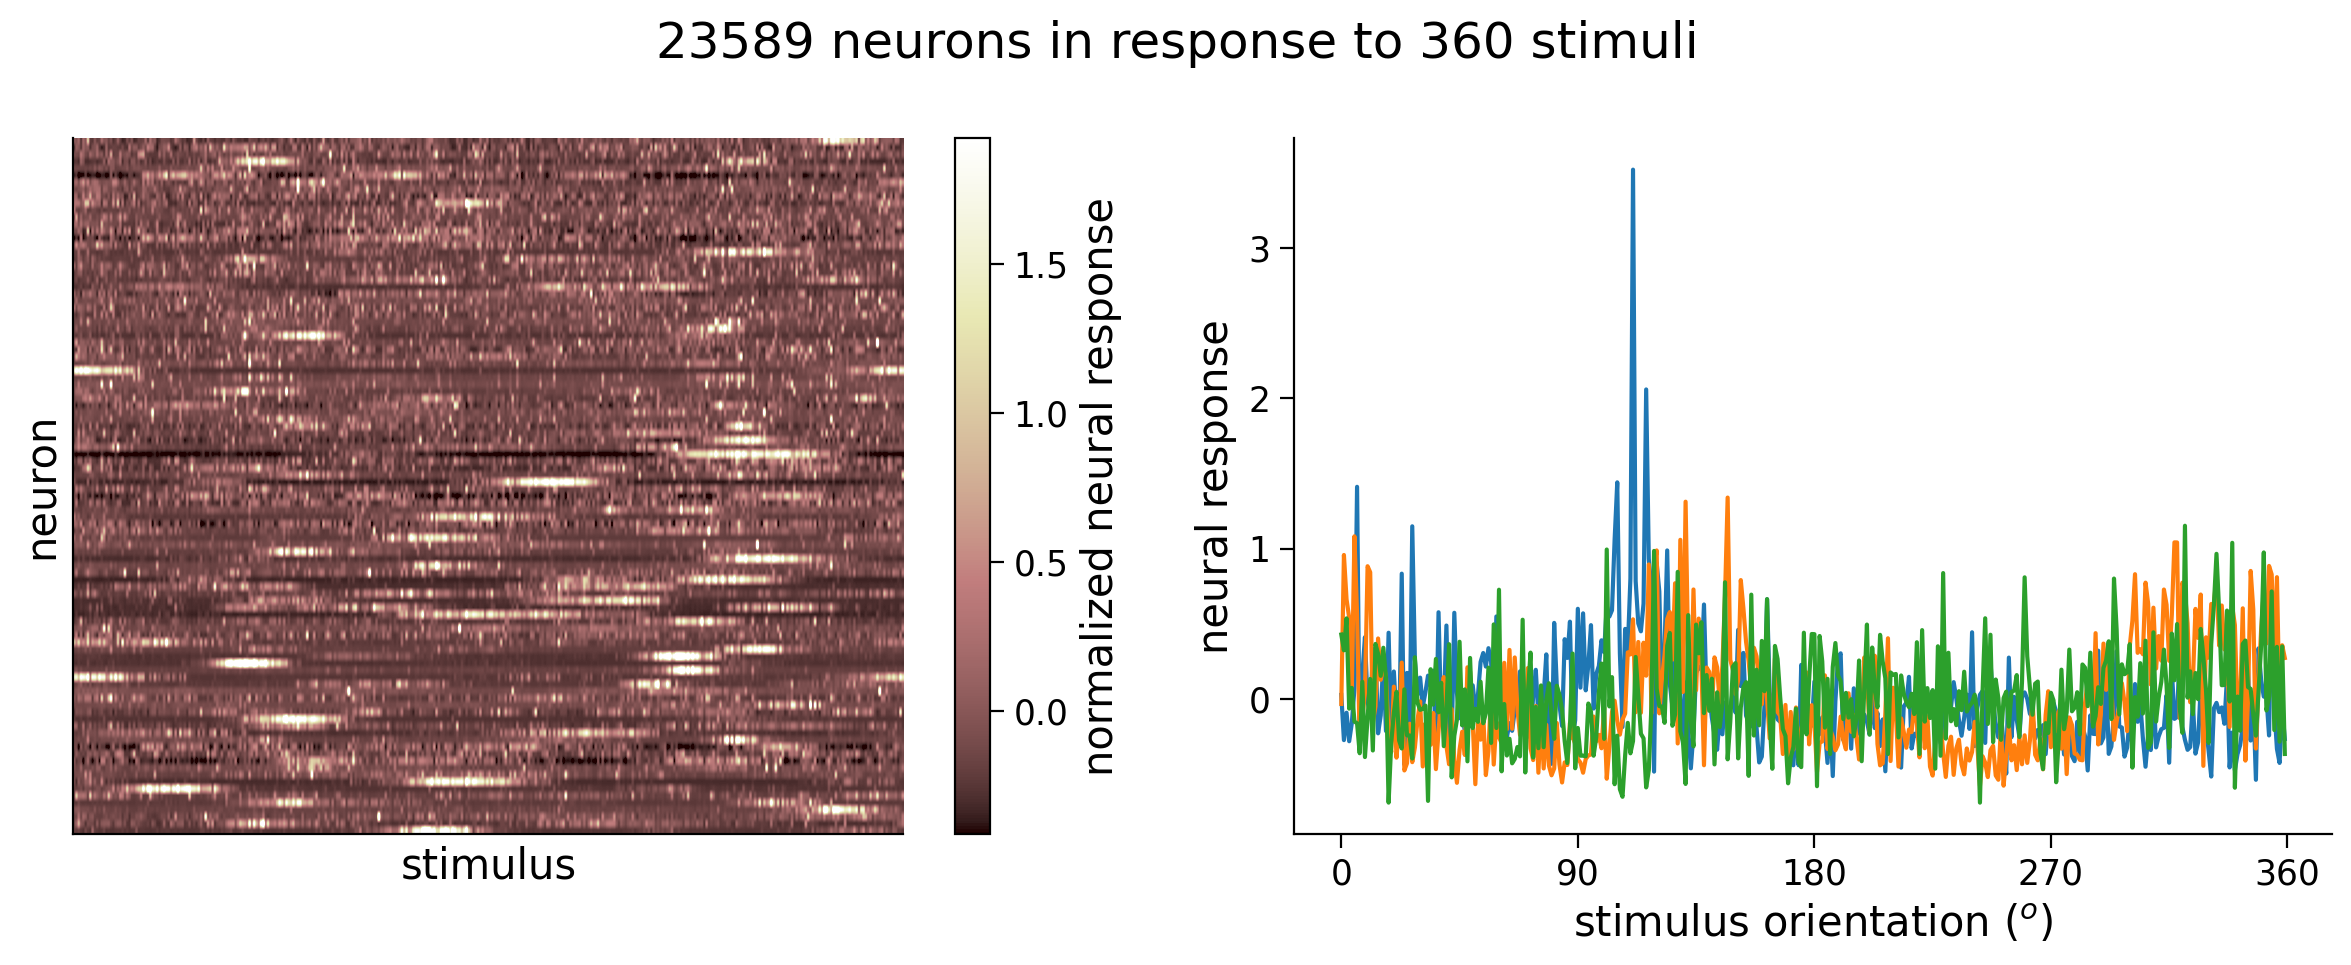 23589 neurons in response to 360 stimuli
neuron
stimulus
1.5
1.0
0.5
0.0
normalized neural response
neural response
3
2
1
0
0 90 180 270 360
stimulus orientation (°)